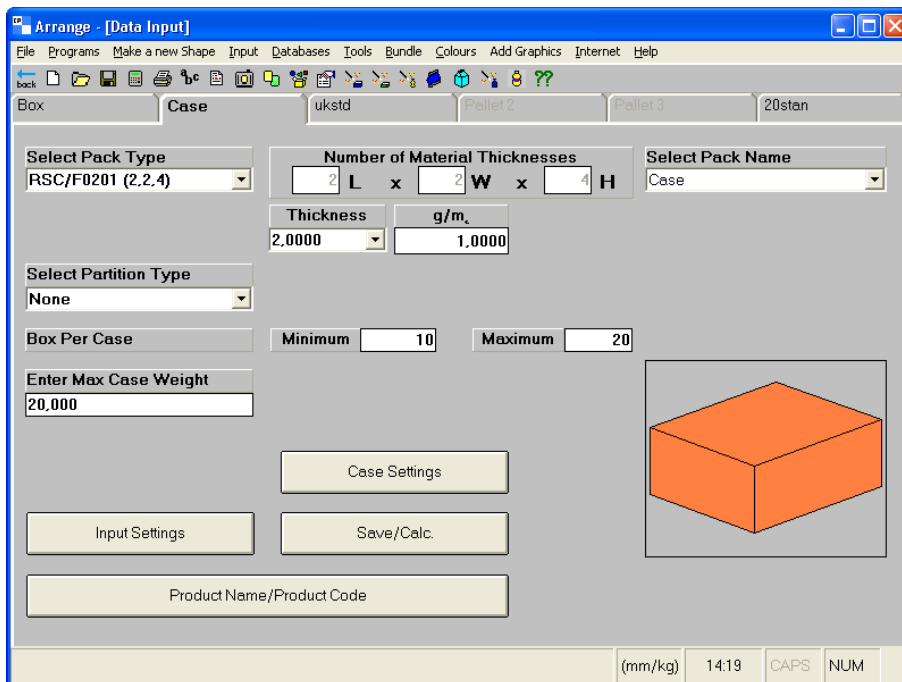 Arrange - [Data Input]
File Programs Make a new Shape Input Databases Tools Bundle Colours Add Graphics Internet Help
back abc ??
Box Case ukstd Pallet 2 Pallet 3 20stan
Select Pack Type Number of Material Thicknesses Select Pack Name
RSC/F0201 (2,2,4) 2 L x 2 W x 4 H Case
Thickness g/m
2,0000 1,0000
Select Partition Type
None
Box Per Case Minimum 10 Maximum 20
Enter Max Case Weight
20,000
Case Settings
Input Settings Save/Calc.
Product Name/Product Code
(mm/kg) 14:19 CAPS NUM